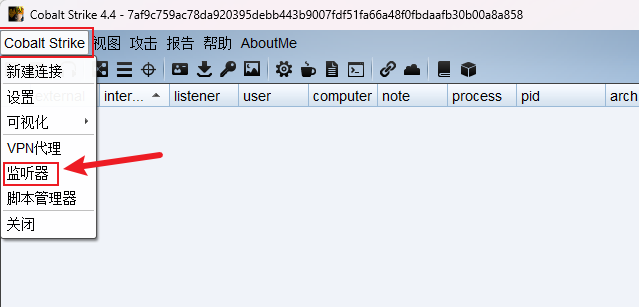 Cobalt Strike 4.4 - 7af9c759ac78da920395debb443b9007fdf51fa66a48f0fbdaafb30b00a8a858
Cobalt Strike 视图 攻击 报告 帮助 AboutMe
新建连接
设置
inter... listener user computer note process pid arch
可视化
VPN代理
监听器
脚本管理器
关闭